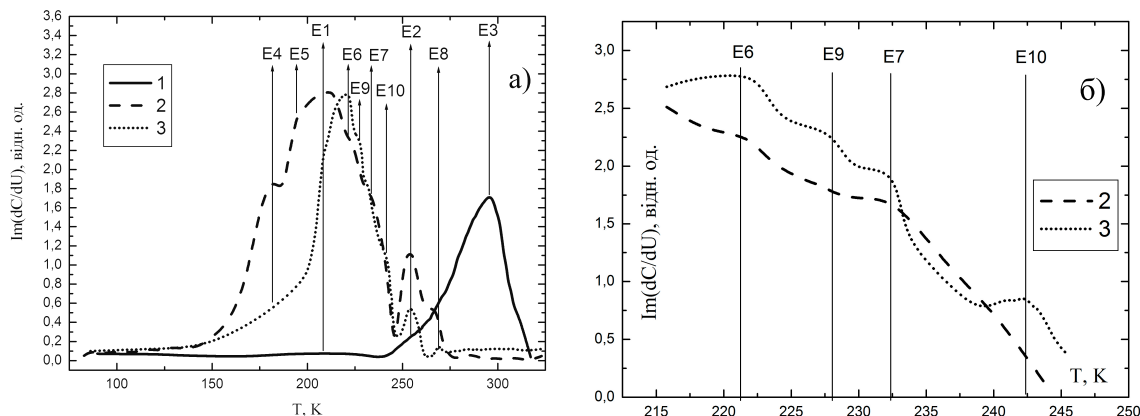 3,6
3,4
3,2
3,0
2,8
2,6
2,4
2,2
2,0
1,8
1,6
1,4
1,2
1,0
0,8
0,6
0,4
0,2
0,0
Im(dC/dU), відн. од.
100 150 200 250 300
T, K
E1 E2 E3
E4 E5 E6 E7 E8
E9
E10
1
2
3
а)
3,0
2,5
2,0
1,5
1,0
0,5
0,0
Im(dC/dU), відн. од.
E6 E9 E7 E10
б)
2
3
T, K
215 220 225 230 235 240 245 250